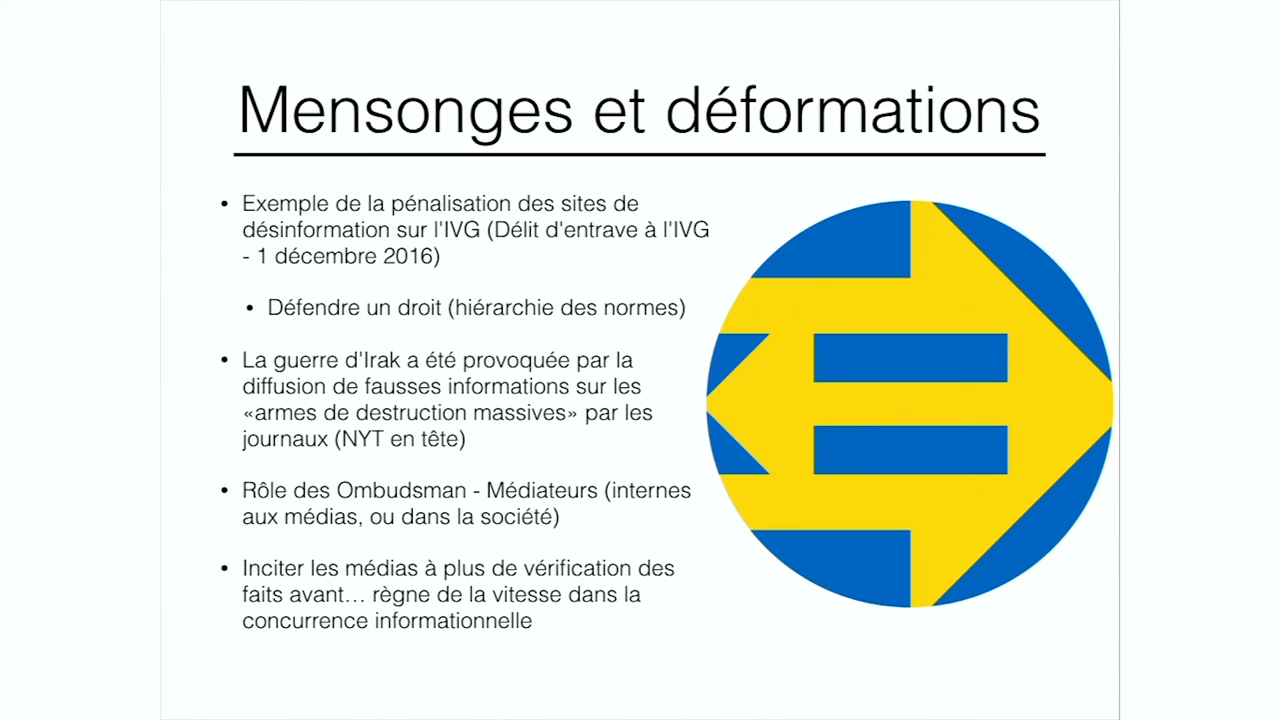 Mensonges et déformations
• Exemple de la pénalisation des sites de
désinformation sur l'IVG (Délit d'entrave à l'IVG
- 1 décembre 2016)
• Défendre un droit (hiérarchie des normes)
• La guerre d'Irak a été provoquée par la
diffusion de fausses informations sur les
«armes de destruction massives» par les
journaux (NYT en tête)
• Rôle des Ombudsman - Médiateurs (internes
aux médias, ou dans la société)
• Inciter les médias à plus de vérification des
faits avant… règne de la vitesse dans la
concurrence informationnelle